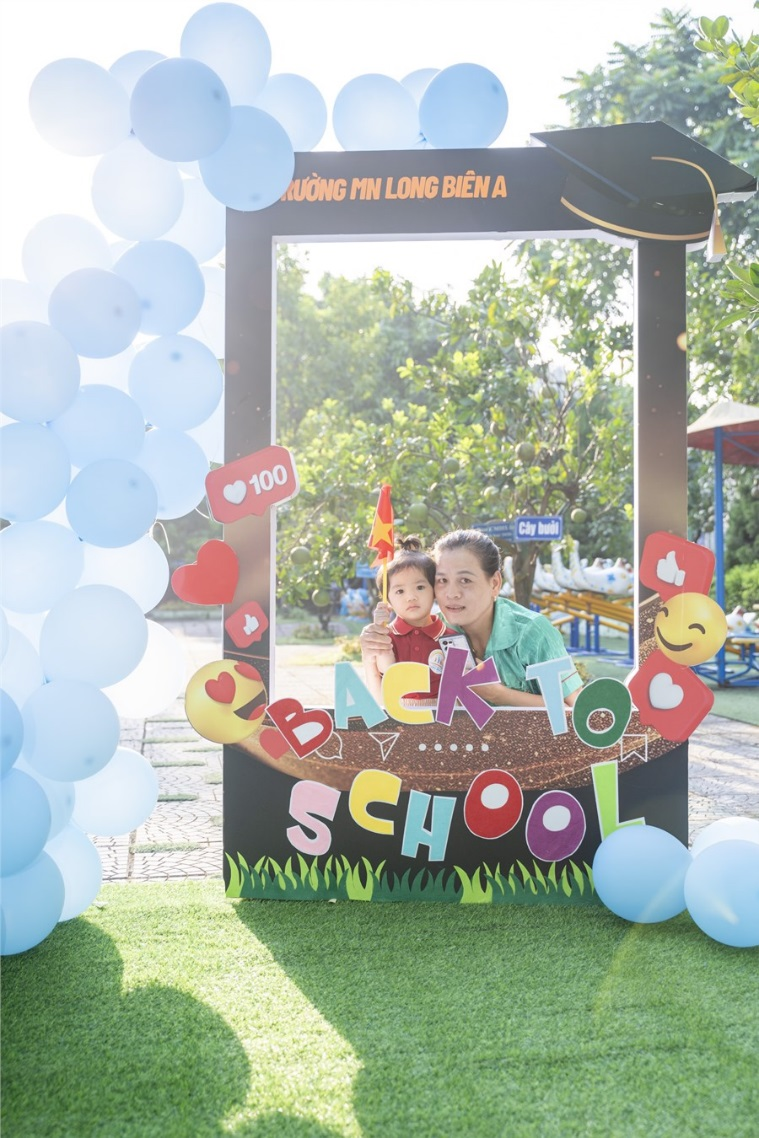 RƯỜNG MN LONG BIÊN A
100
Cây bưởi
BACK TO
SCHOOL